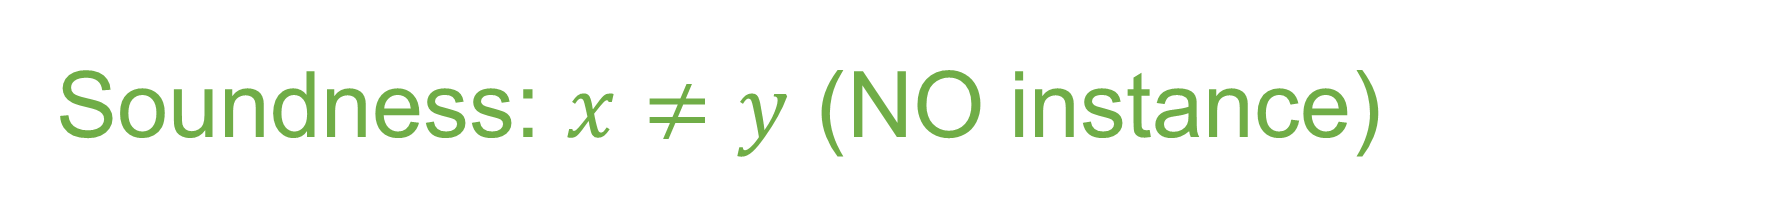 Soundness: 𝑥 ≠ 𝑦 (NO instance)